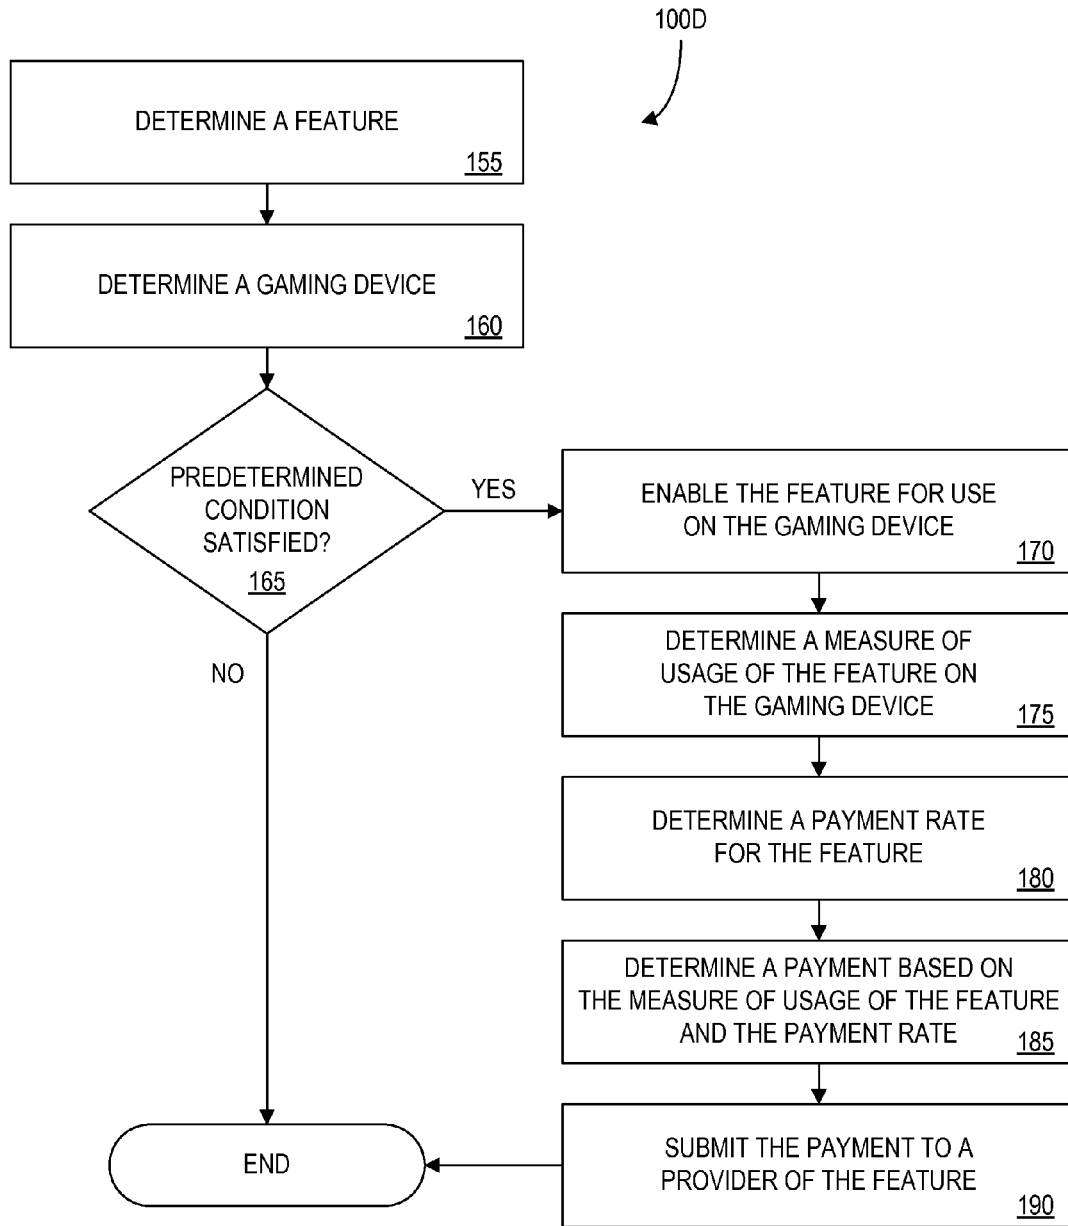 100D
DETERMINE A FEATURE
155
DETERMINE A GAMING DEVICE
160
PREDETERMINED
CONDITION
SATISFIED?
165
YES
NO
ENABLE THE FEATURE FOR USE
ON THE GAMING DEVICE
170
DETERMINE A MEASURE OF
USAGE OF THE FEATURE ON
THE GAMING DEVICE
175
DETERMINE A PAYMENT RATE
FOR THE FEATURE
180
DETERMINE A PAYMENT BASED ON
THE MEASURE OF USAGE OF THE FEATURE
AND THE PAYMENT RATE
185
SUBMIT THE PAYMENT TO A
PROVIDER OF THE FEATURE
190
END